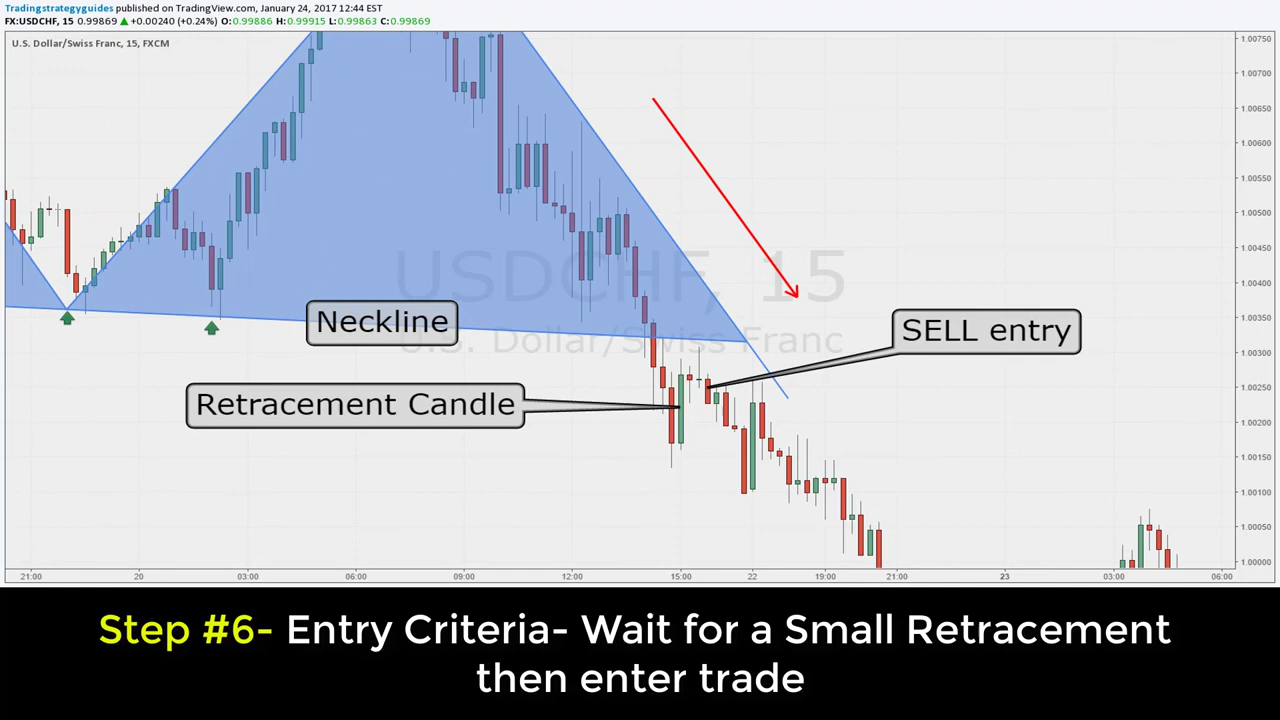 Tradingstrategyguides published on TradingView.com, January 24, 2017 12:44 EST
FX:USDCHF, 15 0.99869 ▲ +0.00240 (+0.24%) O:0.99886 H:0.99915 L:0.99863 C:0.99869
U.S. Dollar/Swiss Franc, 15, FXCM
1.00750
1.00700
1.00650
1.00600
1.00550
1.00500
1.00450
1.00400
1.00350
1.00300
1.00250
1.00200
1.00150
1.00100
1.00050
1.00000
USDCHF, 15
U.S. Dollar/Swiss Franc
Neckline
SELL entry
Retracement Candle
21:00 20 03:00 06:00 09:00 12:00 15:00 22 19:00 21:00 23 03:00 06:00
Step #6- Entry Criteria- Wait for a Small Retracement
then enter trade